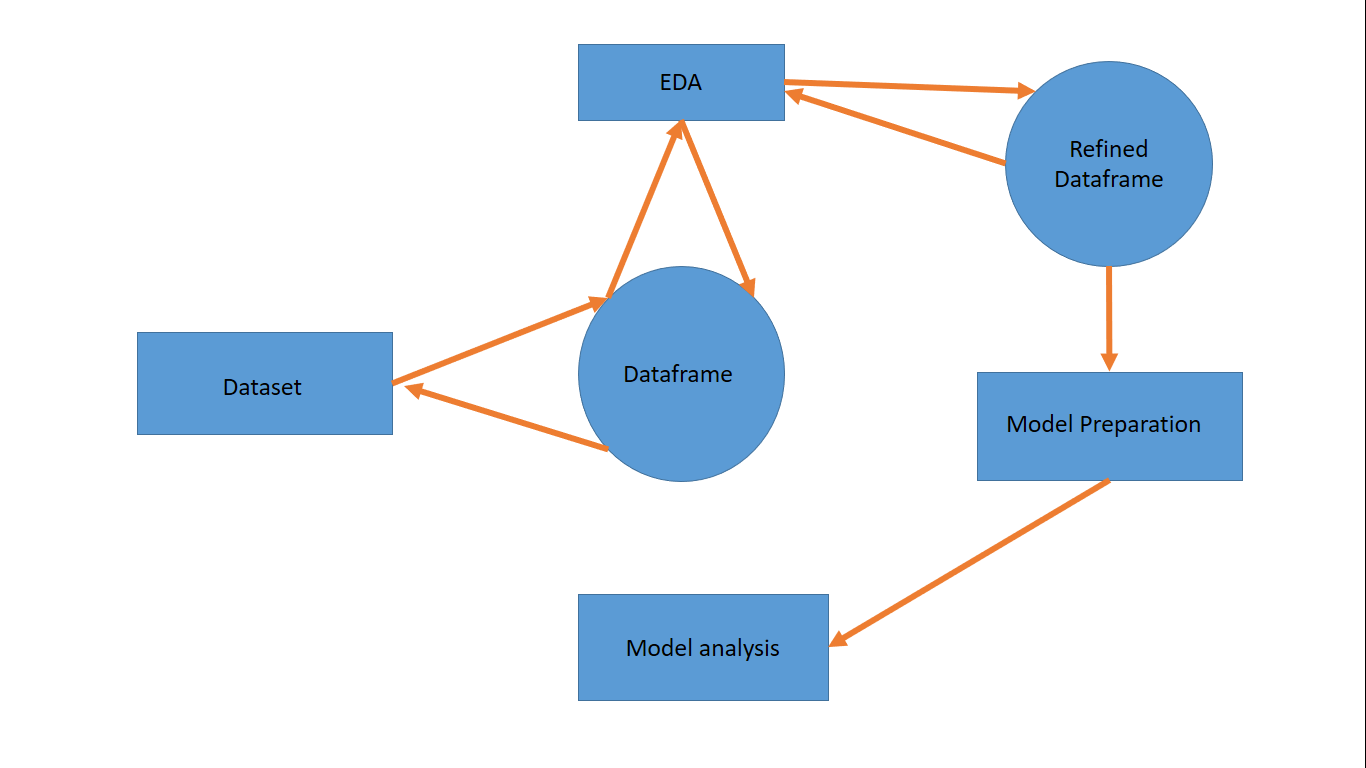 EDA
Refined
Dataframe
Dataframe
Dataset
Model Preparation
Model analysis